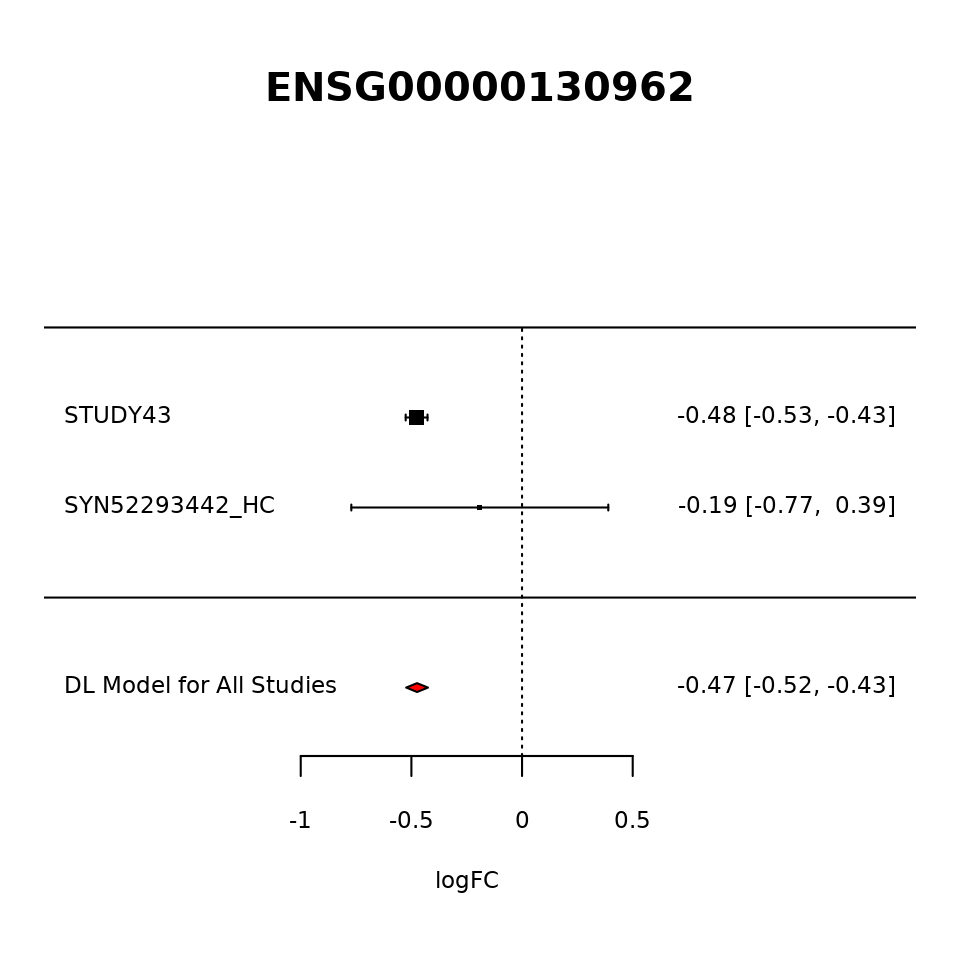 ENSG00000130962
STUDY43 -0.48 [-0.53, -0.43]
SYN52293442_HC -0.19 [-0.77,  0.39]
DL Model for All Studies -0.47 [-0.52, -0.43]
-1 -0.5 0 0.5
logFC